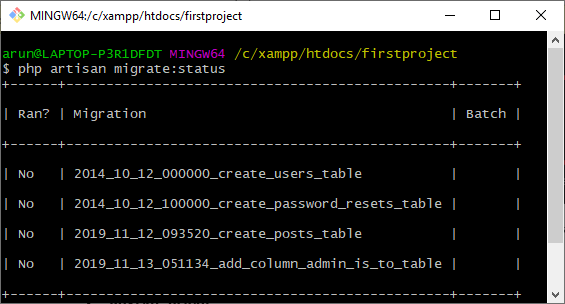 MINGW64:/c/xampp/htdocs/firstproject
arun@LAPTOP-P3R1DFDT MINGW64 /c/xampp/htdocs/firstproject
$ php artisan migrate:status
+------+------------------------------------------------+-------+
| Ran? | Migration                                      | Batch |
+------+------------------------------------------------+-------+
| No   | 2014_10_12_000000_create_users_table           |       |
| No   | 2014_10_12_100000_create_password_resets_table |       |
| No   | 2019_11_12_093520_create_posts_table           |       |
| No   | 2019_11_13_051134_add_column_admin_is_to_table |       |
+------+------------------------------------------------+-------+